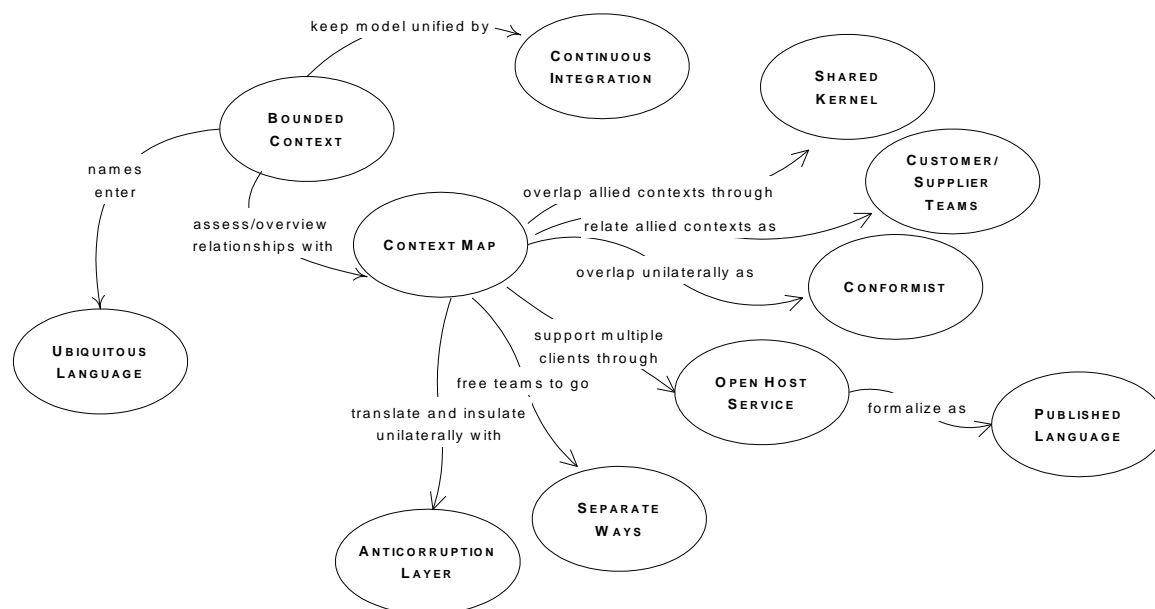 keep model unified by
CONTINUOUS
INTEGRATION
SHARED
KERNEL
BOUNDED
CONTEXT
names
enter
CUSTOMER/
SUPPLIER
TEAMS
overlap allied contexts through
assess/overview
relationships with
relate allied contexts as
CONTEXT MAP
overlap unilaterally as
CONFORMIST
support multiple
clients through
UBIQUITOUS
LANGUAGE
free teams to go
OPEN HOST
SERVICE
formalize as
PUBLISHED
LANGUAGE
translate and insulate
unilaterally with
SEPARATE
WAYS
ANTICORRUPTION
LAYER